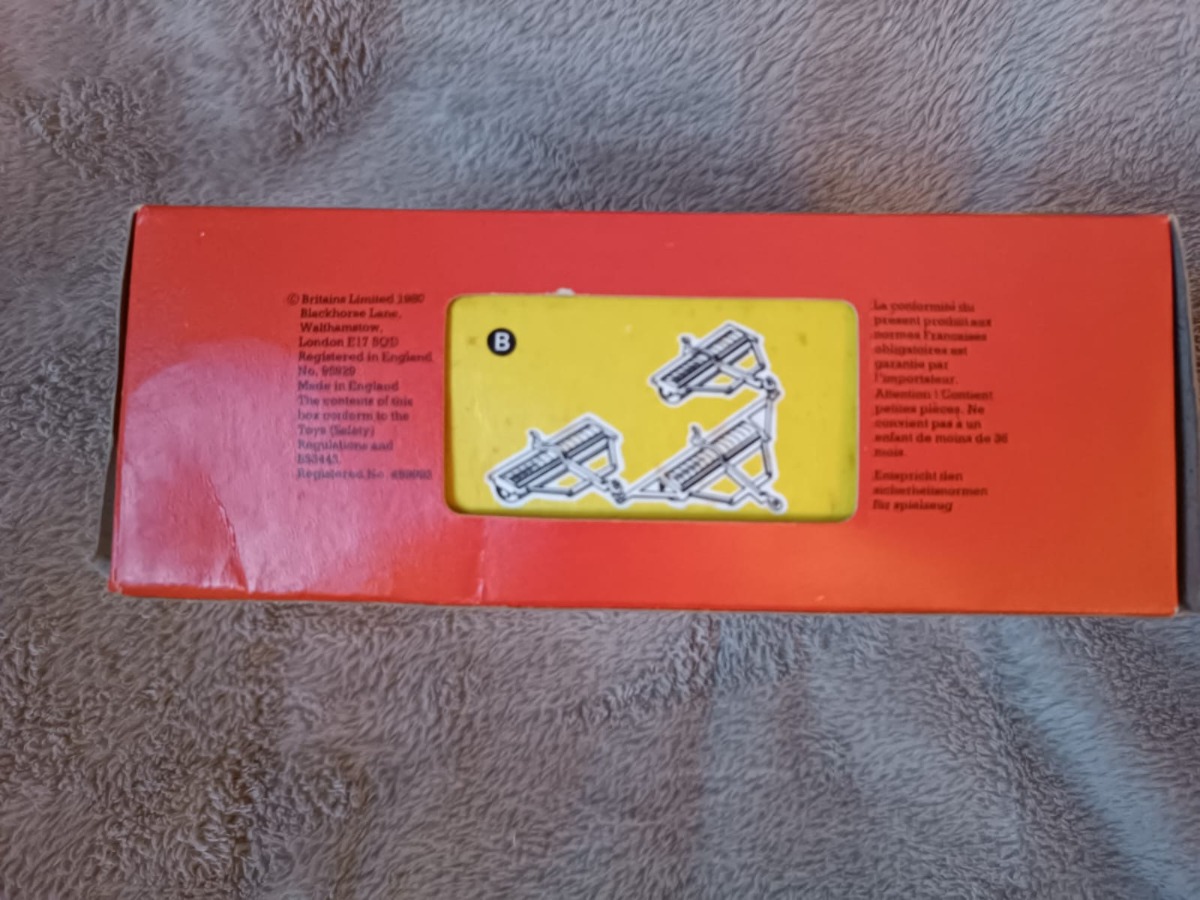 © Britains Limited 1980
Blackhorse Lane,
Walthamstow,
London E17 5QD
Registered in England
No.
Made in England
The contents of this
box conform to the
Toys (Safety)
Regulations and
BS3443.
Registered No.
B
La conformité du
present produit aux
normes Françaises
obligatoires est
garantie par
l'importateur.
Attention ! Contient
petites pièces. Ne
convient pas à un
enfant de moins de 36
mois.
Entspricht den
sicherheitsnormen
für spielzeug